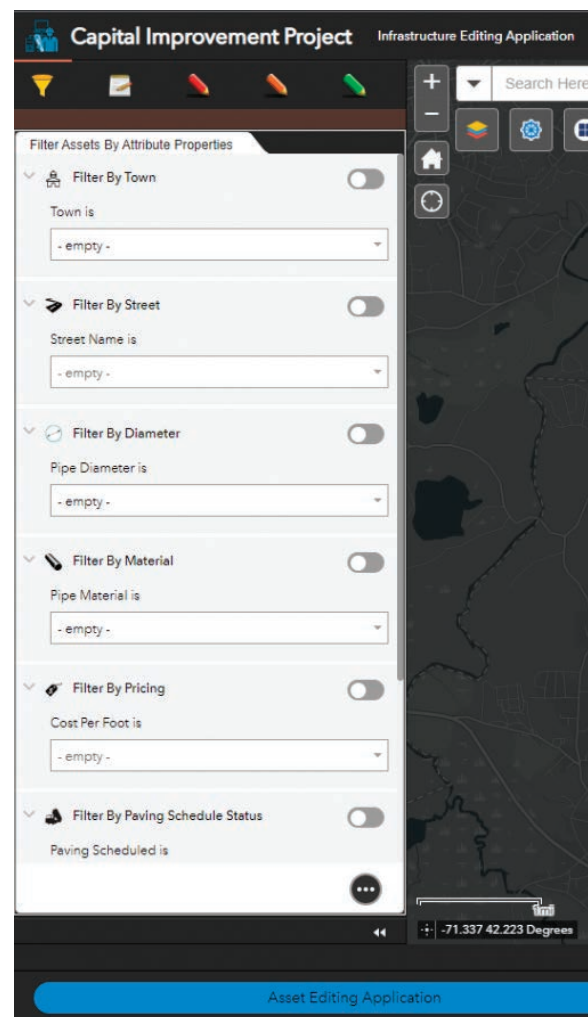 Capital Improvement Project Infrastructure Editing Application
Search Here
Filter Assets By Attribute Properties
Filter By Town
Town is
- empty -
Filter By Street
Street Name is
- empty -
Filter By Diameter
Pipe Diameter is
- empty -
Filter By Material
Pipe Material is
- empty -
Filter By Pricing
Cost Per Foot is
- empty -
Filter By Paving Schedule Status
Paving Scheduled is
1mi
-71.337 42.223 Degrees
Asset Editing Application